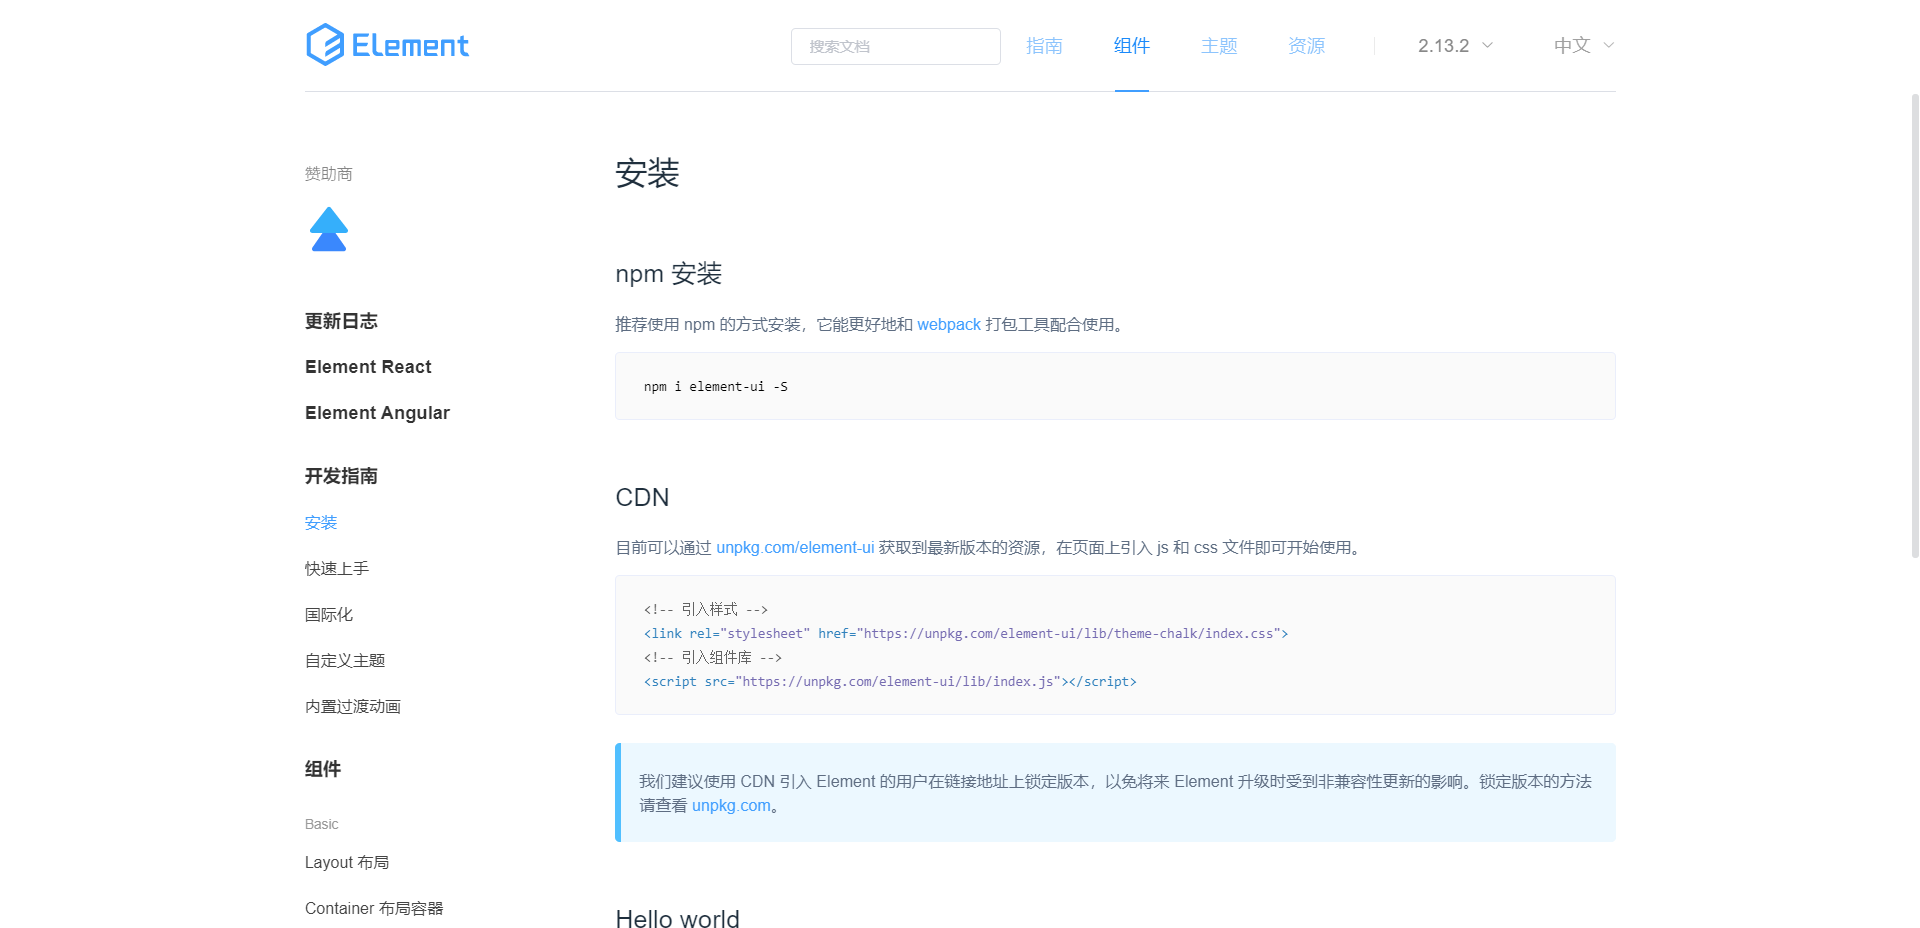 Element
搜索文档
指南
组件
主题
资源
2.13.2
中文
赞助商
更新日志
Element React
Element Angular
开发指南
安装
快速上手
国际化
自定义主题
内置过渡动画
组件
Basic
Layout 布局
Container 布局容器
安装
npm 安装
推荐使用 npm 的方式安装，它能更好地和 webpack 打包工具配合使用。
npm i element-ui -S
CDN
目前可以通过 unpkg.com/element-ui 获取到最新版本的资源，在页面上引入 js 和 css 文件即可开始使用。
<!-- 引入样式 -->
<link rel="stylesheet" href="https://unpkg.com/element-ui/lib/theme-chalk/index.css">
<!-- 引入组件库 -->
<script src="https://unpkg.com/element-ui/lib/index.js"></script>
我们建议使用 CDN 引入 Element 的用户在链接地址上锁定版本，以免将来 Element 升级时受到非兼容性更新的影响。锁定版本的方法
请查看 unpkg.com。
Hello world